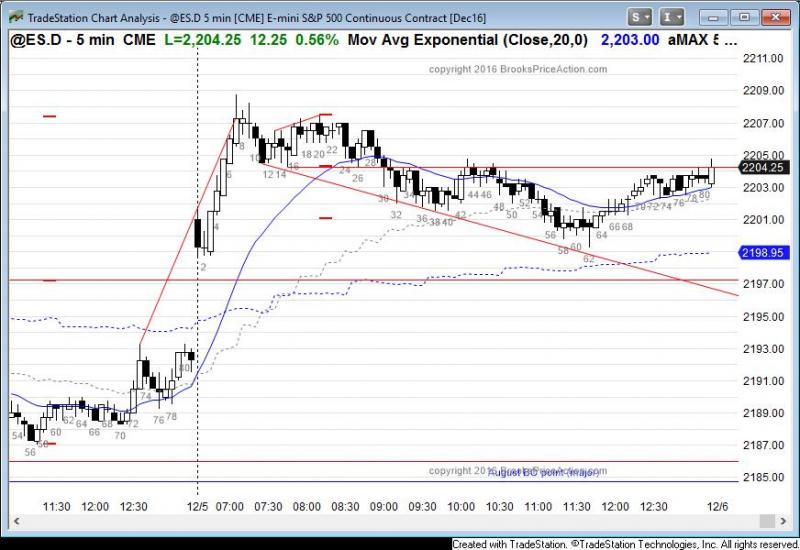 TradeStation Chart Analysis - @ES.D 5 min [CME] E-mini S&P 500 Continuous Contract [Dec16]
S I
@ES.D - 5 min CME L=2,204.25 12.25 0.56% Mov Avg Exponential (Close,20,0) 2,203.00 aMAX 5 ...
copyright 2016 BrooksPriceAction.com
2211.00
2209.00
2207.00
2205.00
2204.25
2203.00
2201.00
2198.95
2197.00
2195.00
2193.00
2191.00
2189.00
2187.00
2185.00
2 4 6 8 10 12 14 16 18 20 22 24 26 28 30 32 34 36 38 40 42 44 46 48 50 52 54 56 58 60 62 64 66 68 70 72 74 76 78 80
54 56 58 60 62 64 66 68 70 72 74 76 78 80
copyright 2016 BrooksPriceAction.com
August BO point (major)
11:30 12:00 12:30 12/5 07:00 07:30 08:00 08:30 09:00 09:30 10:00 10:30 11:00 11:30 12:00 12:30 12/6
Created with TradeStation. ©TradeStation Technologies, Inc. All rights reserved.